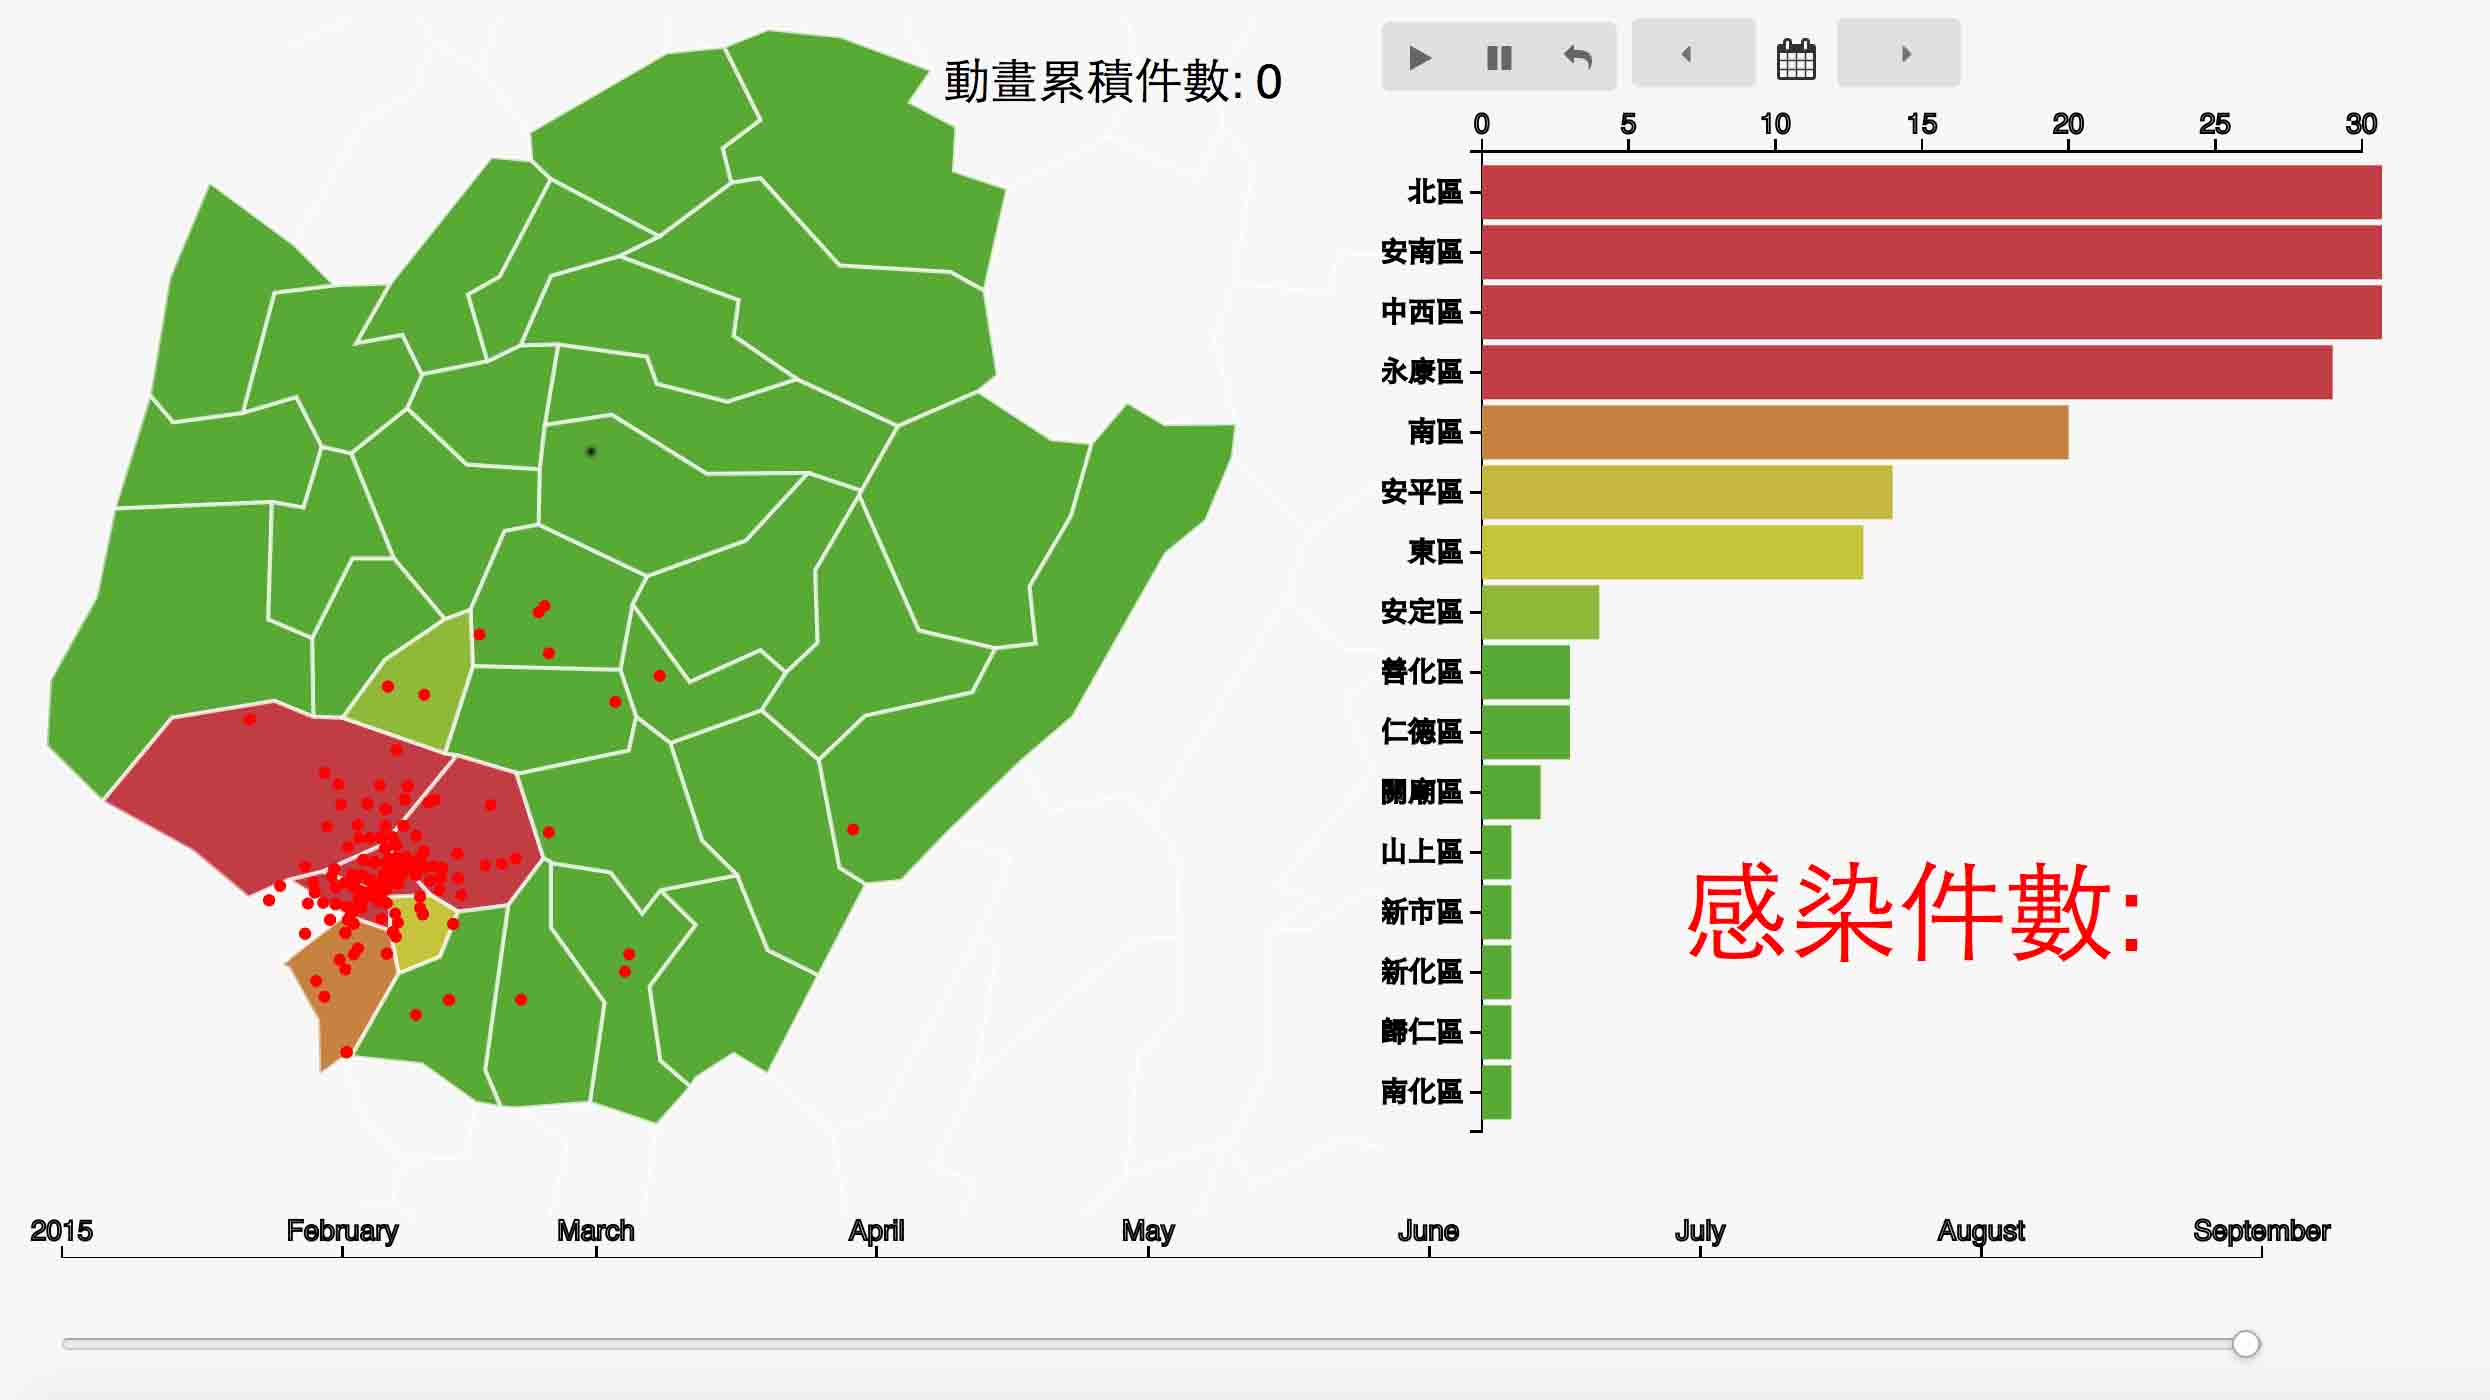 動畫累積件數: 0
0 5 10 15 20 25 30
北區
安南區
中西區
永康區
南區
安平區
東區
安定區
善化區
仁德區
關廟區
山上區
新市區
新化區
歸仁區
南化區
感染件數:
2015 February March April May June July August September